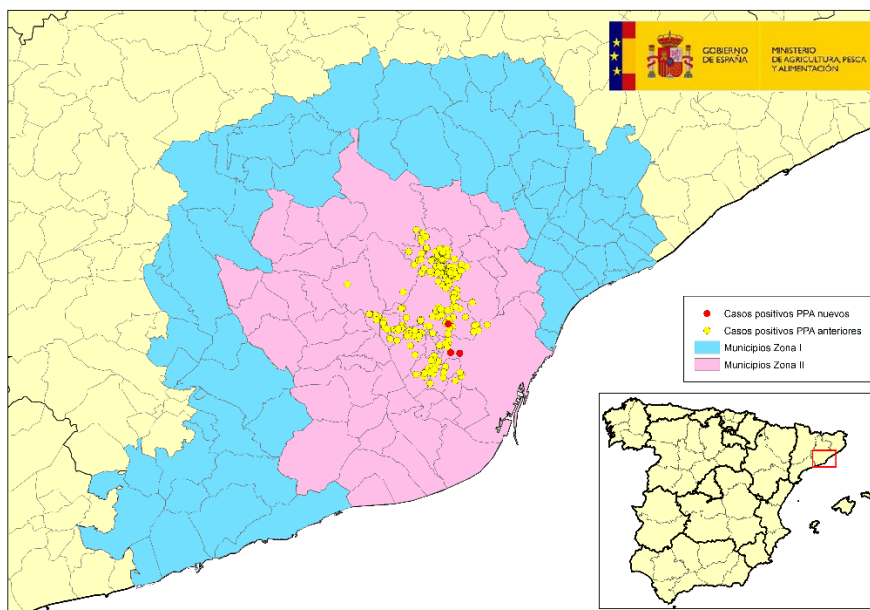 GOBIERNO
DE ESPAÑA
MINISTERIO
DE AGRICULTURA, PESCA
Y ALIMENTACIÓN
Casos positivos PPA nuevos
Casos positivos PPA anteriores
Municipios Zona I
Municipios Zona II